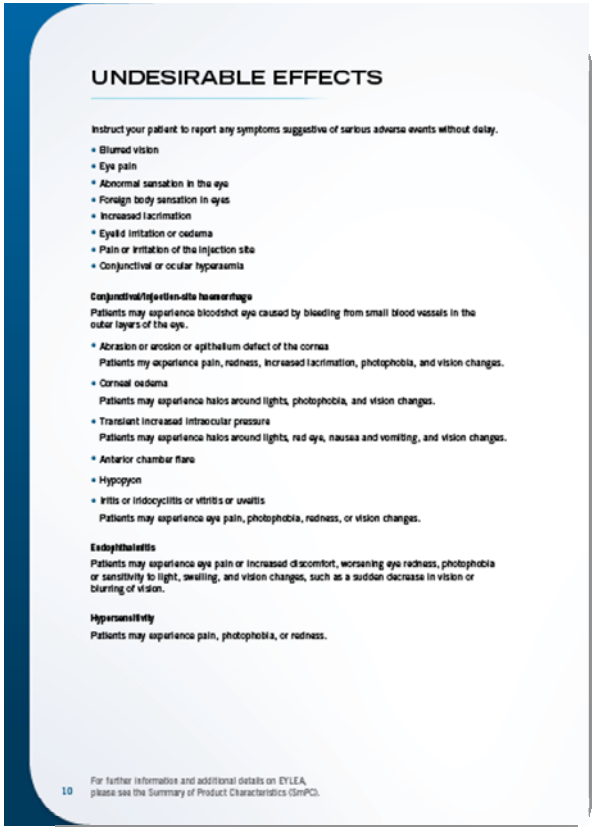 UNDESIRABLE EFFECTS
Instruct your patient to report any symptoms suggestive of serious adverse events without delay.
• Blurred vision
• Eye pain
• Abnormal sensation in the eye
• Foreign body sensation in eyes
• Increased lacrimation
• Eyelid irritation or oedema
• Pain or irritation of the injection site
• Conjunctival or ocular hyperaemia
Conjunctival/injection-site haemorrhage
Patients may experience bloodshot eye caused by bleeding from small blood vessels in the
outer layers of the eye.
• Abrasion or erosion or epithelium defect of the cornea
Patients my experience pain, redness, increased lacrimation, photophobia, and vision changes.
• Corneal oedema
Patients may experience halos around lights, photophobia, and vision changes.
• Transient increased intraocular pressure
Patients may experience halos around lights, red eye, nausea and vomiting, and vision changes.
• Anterior chamber flare
• Hypopyon
• Iritis or iridocyclitis or vitritis or uveitis
Patients may experience eye pain, photophobia, redness, or vision changes.
Endophthalmitis
Patients may experience eye pain or increased discomfort, worsening eye redness, photophobia
or sensitivity to light, swelling, and vision changes, such as a sudden decrease in vision or
blurring of vision.
Hypersensitivity
Patients may experience pain, photophobia, or redness.
For further information and additional details on EYLEA,
10 please see the Summary of Product Characteristics (SmPC).